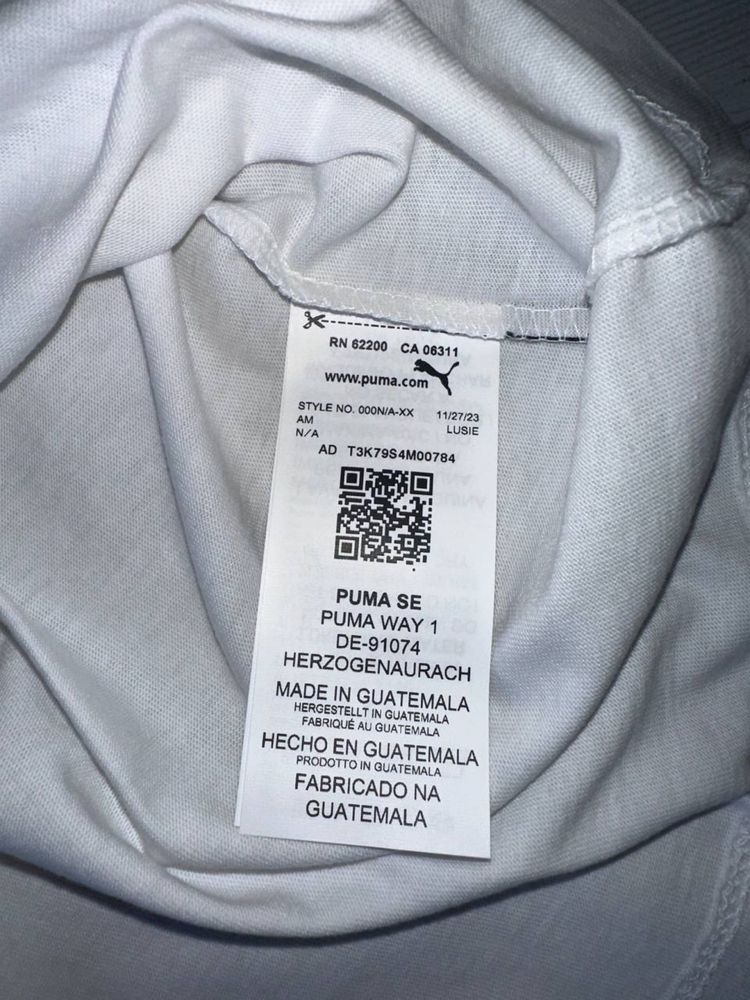 RN 62200 CA 06311
www.puma.com
STYLE NO. 000N/A-XX 11/27/23
AM LUSIE
N/A
AD T3K79S4M00784
PUMA SE
PUMA WAY 1
DE-91074
HERZOGENAURACH
MADE IN GUATEMALA
HERGESTELLT IN GUATEMALA
FABRIQUÉ AU GUATEMALA
HECHO EN GUATEMALA
PRODOTTO IN GUATEMALA
FABRICADO NA
GUATEMALA